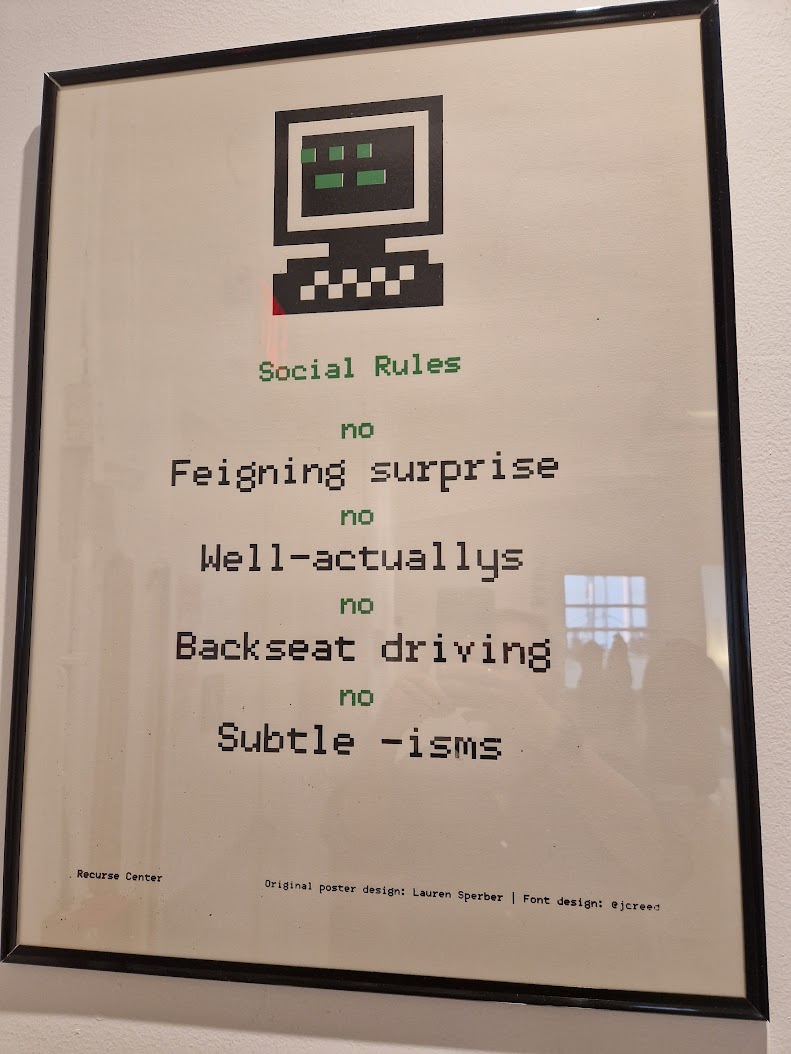 Social Rules
no
Feigning surprise
no
Well-actuallys
no
Backseat driving
no
Subtle -isms
Recurse Center
Original poster design: Lauren Sperber | Font design: @jcreed